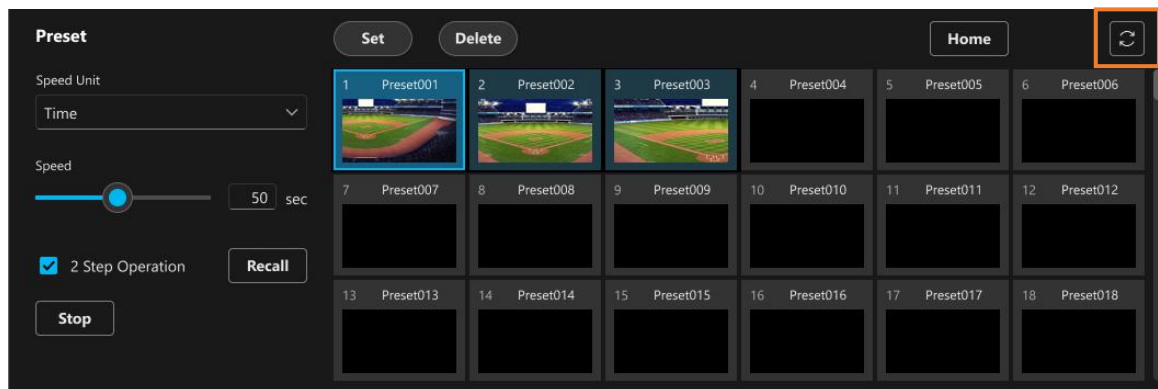 Preset
Set
Delete
Home
Speed Unit
Time
Speed
50 sec
2 Step Operation
Recall
Stop
1 Preset001
2 Preset002
3 Preset003
4 Preset004
5 Preset005
6 Preset006
7 Preset007
8 Preset008
9 Preset009
10 Preset010
11 Preset011
12 Preset012
13 Preset013
14 Preset014
15 Preset015
16 Preset016
17 Preset017
18 Preset018